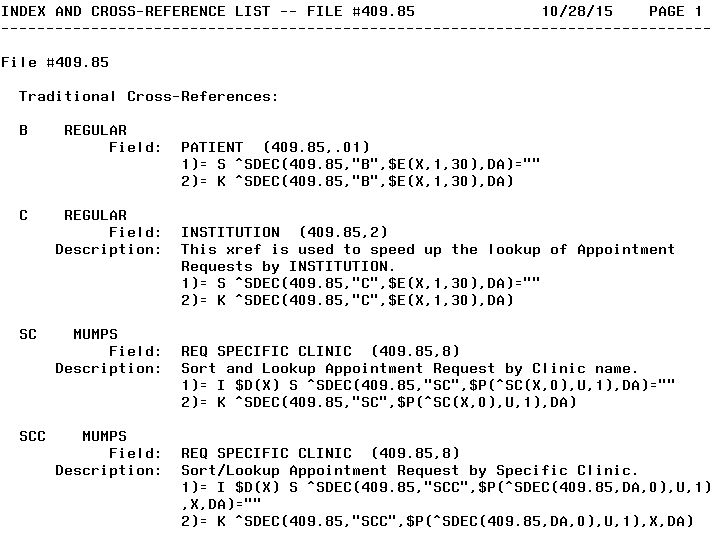 INDEX AND CROSS-REFERENCE LIST -- FILE #409.85              10/28/15    PAGE 1
-------------------------------------------------------------------------------
File #409.85
  Traditional Cross-References:
  B    REGULAR
            Field:  PATIENT  (409.85,.01)
                    1)= S ^SDEC(409.85,"B",$E(X,1,30),DA)=""
                    2)= K ^SDEC(409.85,"B",$E(X,1,30),DA)
  C    REGULAR
            Field:  INSTITUTION  (409.85,2)
      Description:  This xref is used to speed up the lookup of Appointment
                    Requests by INSTITUTION.
                    1)= S ^SDEC(409.85,"C",$E(X,1,30),DA)=""
                    2)= K ^SDEC(409.85,"C",$E(X,1,30),DA)
  SC    MUMPS
            Field:  REQ SPECIFIC CLINIC  (409.85,8)
      Description:  Sort and Lookup Appointment Request by Clinic name.
                    1)= I $D(X) S ^SDEC(409.85,"SC",$P(^SC(X,0),U,1),DA)=""
                    2)= K ^SDEC(409.85,"SC",$P(^SC(X,0),U,1),DA)
  SCC    MUMPS
            Field:  REQ SPECIFIC CLINIC  (409.85,8)
      Description:  Sort/Lookup Appointment Request by Specific Clinic.
                    1)= I $D(X) S ^SDEC(409.85,"SCC",$P(^SDEC(409.85,DA,0),U,1)
                    ,X,DA)=""
                    2)= K ^SDEC(409.85,"SCC",$P(^SDEC(409.85,DA,0),U,1),X,DA)